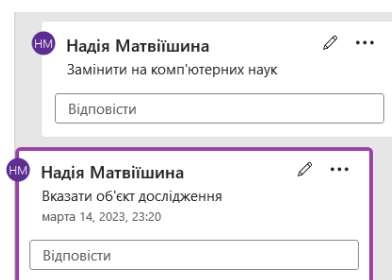 НМ Надія Матвіїшина
Замінити на комп'ютерних наук
Відповісти
НМ Надія Матвіїшина
Вказати об'єкт дослідження
марта 14, 2023, 23:20
Відповісти